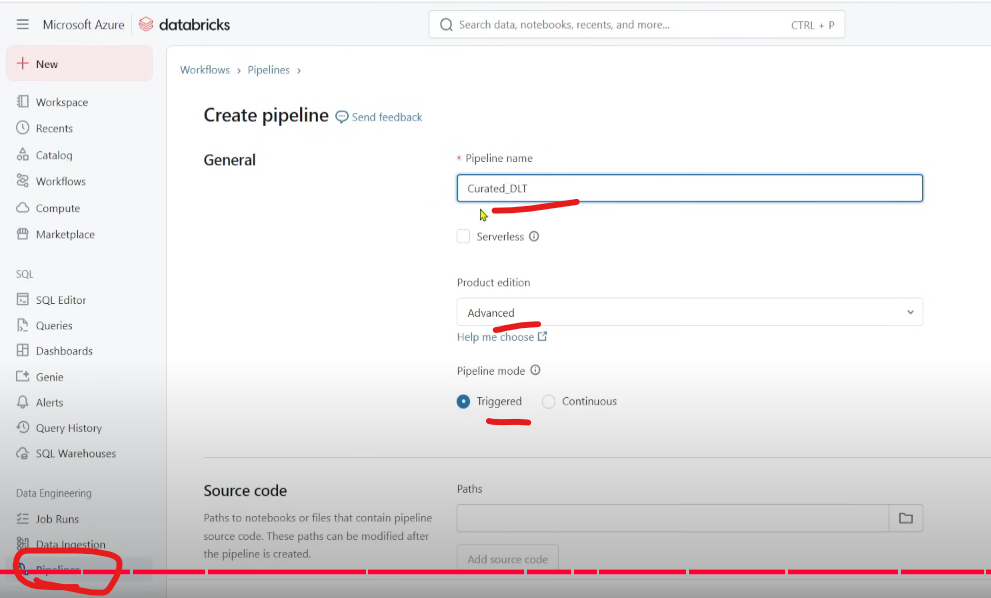 Microsoft Azure
databricks
Search data, notebooks, recents, and more...
CTRL + P
New
Workspace
Recents
Catalog
Workflows
Compute
Marketplace
SQL
SQL Editor
Queries
Dashboards
Genie
Alerts
Query History
SQL Warehouses
Data Engineering
Job Runs
Data Ingestion
Pipelines
Workflows › Pipelines ›
Create pipeline
Send feedback
General
* Pipeline name
Curated_DLT
Serverless
Product edition
Advanced
Help me choose
Pipeline mode
Triggered
Continuous
Source code
Paths to notebooks or files that contain pipeline
source code. These paths can be modified after
the pipeline is created.
Paths
Add source code